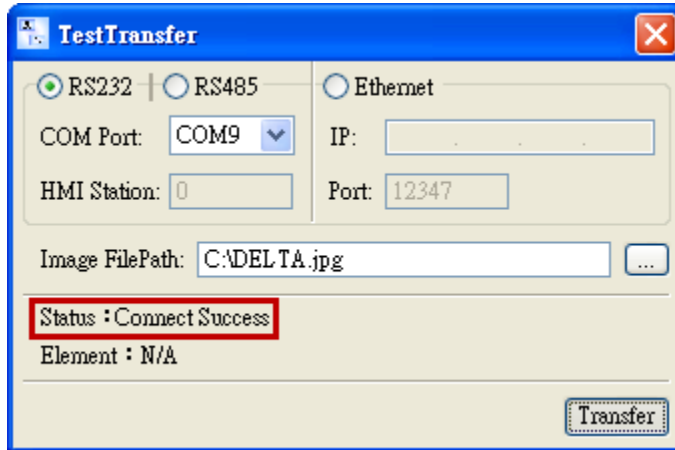 TestTransfer
RS232 RS485 Ethernet
COM Port: COM9 IP: . . .
HMI Station: 0 Port: 12347
Image FilePath: C:\DELTA.jpg ...
Status：Connect Success
Element：N/A
Transfer